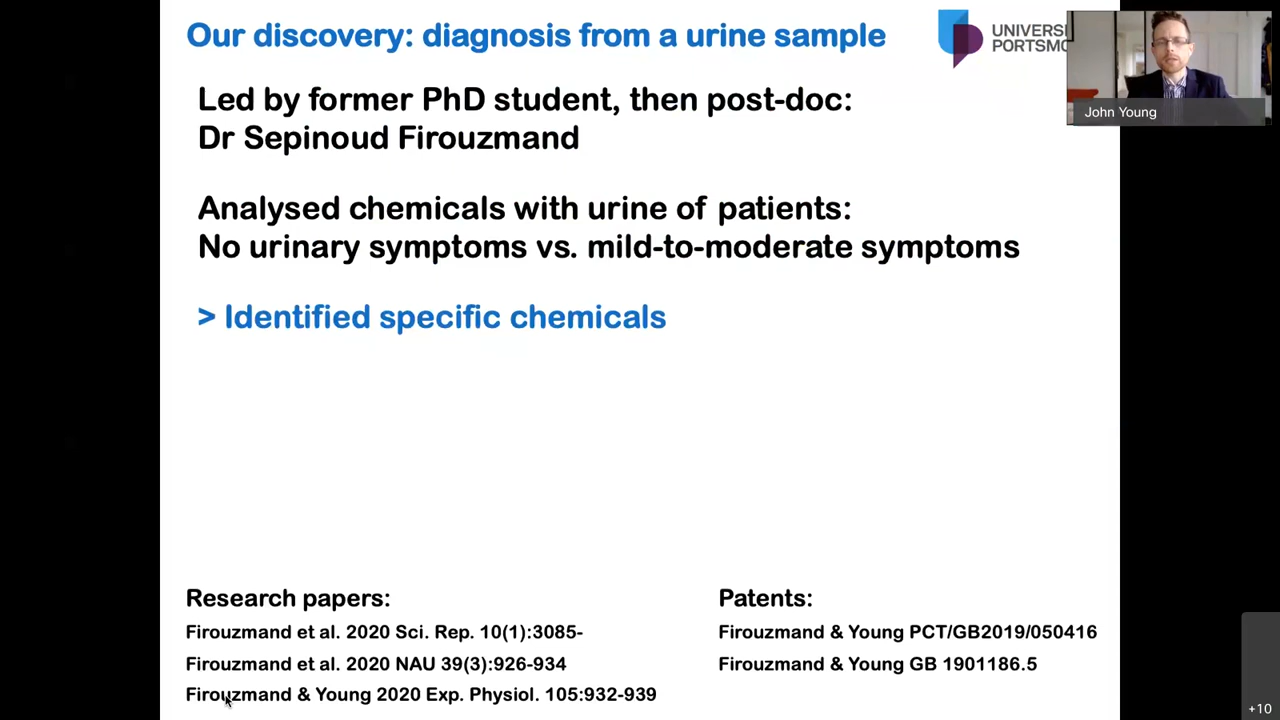 Our discovery: diagnosis from a urine sample
UNIVERSI
PORTSMO
John Young
Led by former PhD student, then post-doc:
Dr Sepinoud Firouzmand
Analysed chemicals with urine of patients:
No urinary symptoms vs. mild-to-moderate symptoms
> Identified specific chemicals
Research papers:
Firouzmand et al. 2020 Sci. Rep. 10(1):3085-
Firouzmand et al. 2020 NAU 39(3):926-934
Firouzmand & Young 2020 Exp. Physiol. 105:932-939
Patents:
Firouzmand & Young PCT/GB2019/050416
Firouzmand & Young GB 1901186.5
+10